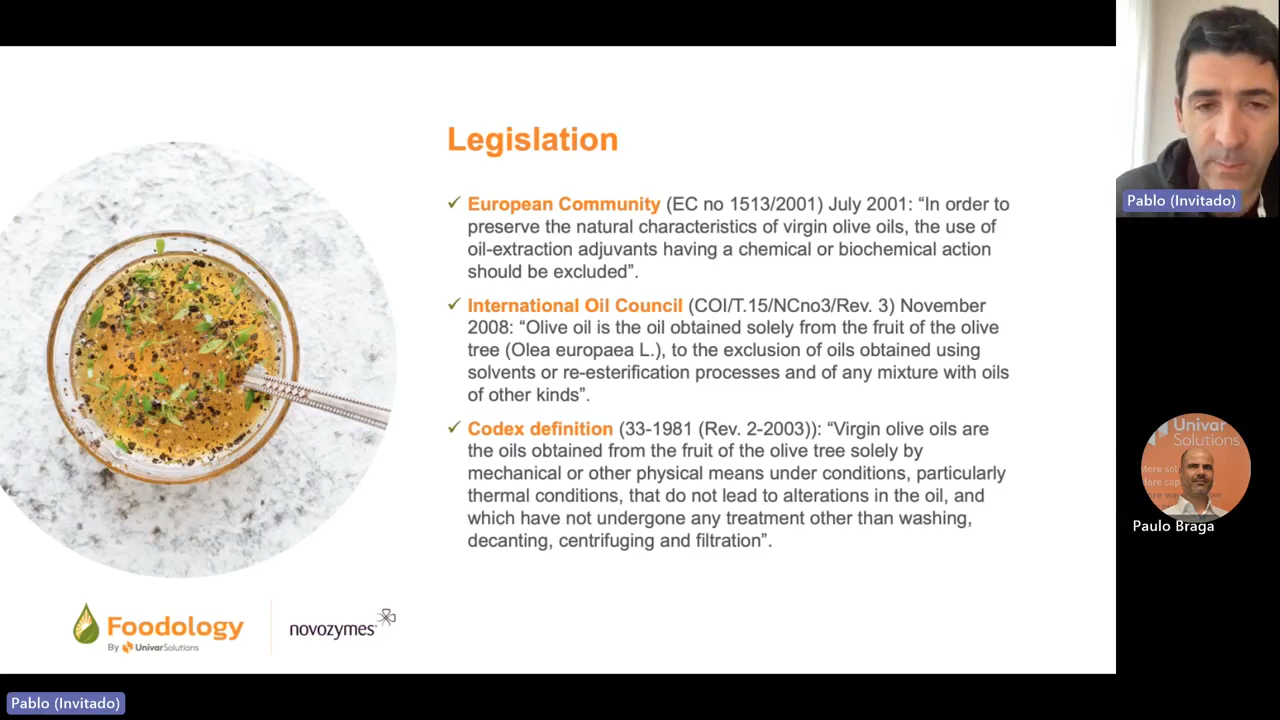 Legislation
✓ European Community (EC no 1513/2001) July 2001: “In order to
preserve the natural characteristics of virgin olive oils, the use of
oil-extraction adjuvants having a chemical or biochemical action
should be excluded”.
✓ International Oil Council (COI/T.15/NCno3/Rev. 3) November
2008: “Olive oil is the oil obtained solely from the fruit of the olive
tree (Olea europaea L.), to the exclusion of oils obtained using
solvents or re-esterification processes and of any mixture with oils
of other kinds”.
✓ Codex definition (33-1981 (Rev. 2-2003)): “Virgin olive oils are
the oils obtained from the fruit of the olive tree solely by
mechanical or other physical means under conditions, particularly
thermal conditions, that do not lead to alterations in the oil, and
which have not undergone any treatment other than washing,
decanting, centrifuging and filtration”.
Foodology
By UnivarSolutions
novozymes
Pablo (Invitado)
Pablo (Invitado)
Univar
Solutions
More
More
Paulo Braga